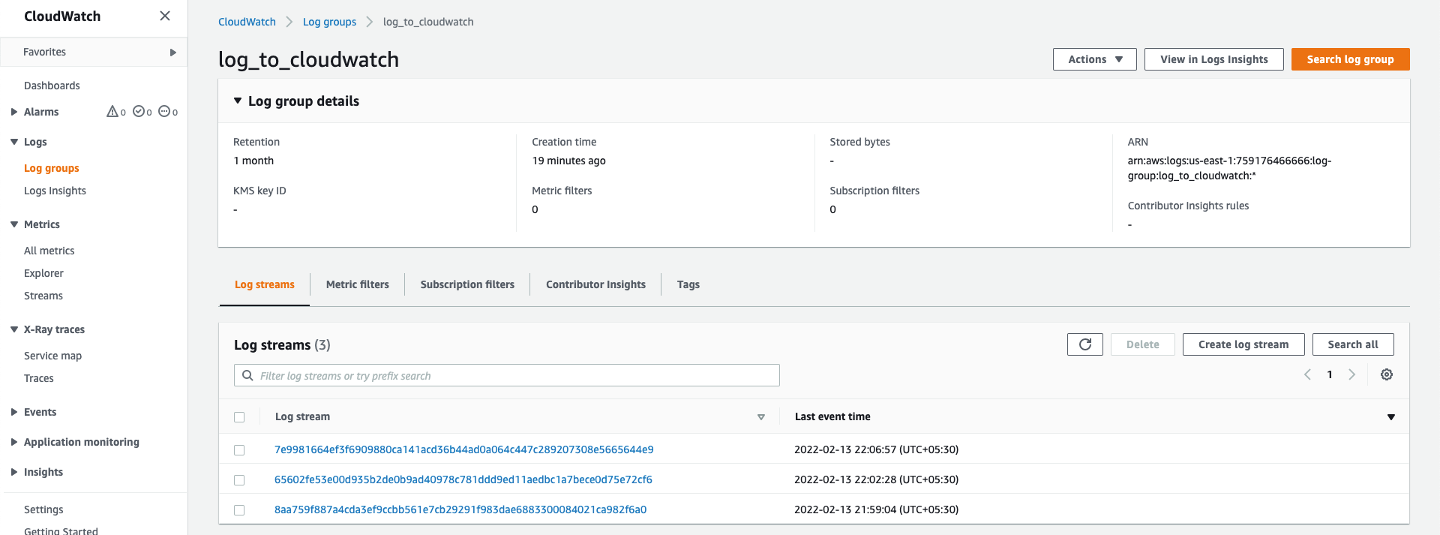 CloudWatch
Favorites
Dashboards
Alarms 0 0 0
Logs
Log groups
Logs Insights
Metrics
All metrics
Explorer
Streams
X-Ray traces
Service map
Traces
Events
Application monitoring
Insights
Settings
Getting Started
CloudWatch Log groups log_to_cloudwatch
log_to_cloudwatch
Actions View in Logs Insights Search log group
Log group details
Retention
1 month
KMS key ID
-
Creation time
19 minutes ago
Metric filters
0
Stored bytes
-
Subscription filters
0
ARN
arn:aws:logs:us-east-1:759176466666:log-
group:log_to_cloudwatch:*
Contributor Insights rules
-
Log streams Metric filters Subscription filters Contributor Insights Tags
Log streams (3)
Delete Create log stream Search all
Filter log streams or try prefix search
1
Log stream Last event time
7e9981664ef3f6909880ca141acd36b44ad0a064c447c289207308e5665644e9 2022-02-13 22:06:57 (UTC+05:30)
65602fe53e00d935b2de0b9ad40978c781ddd9ed11aedbc1a7bece0d75e72cf6 2022-02-13 22:02:28 (UTC+05:30)
8aa759f887a4cda3ef9ccbb561e7cb29291f983dae6883300084021ca982f6a0 2022-02-13 21:59:04 (UTC+05:30)